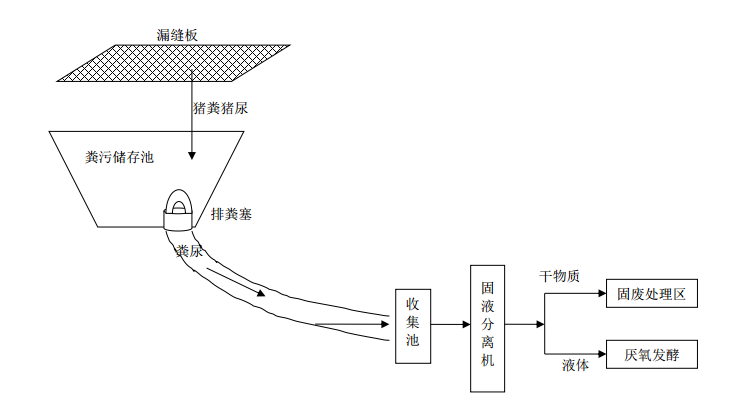 漏缝板
猪粪猪尿
粪污储存池
排粪塞
粪尿
收集池
固液分离机
干物质
固废处理区
液体
厌氧发酵